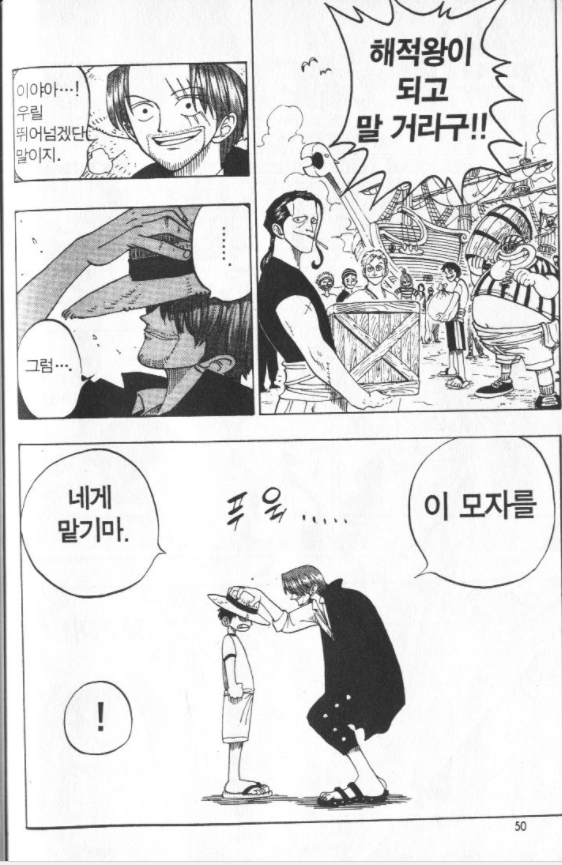 해적왕이
되고
말 거라구!!
이야아…!
우릴
뛰어넘겠단
말이지.
……
그럼….
이 모자를
푸욱……
네게
맡기마.
!
50